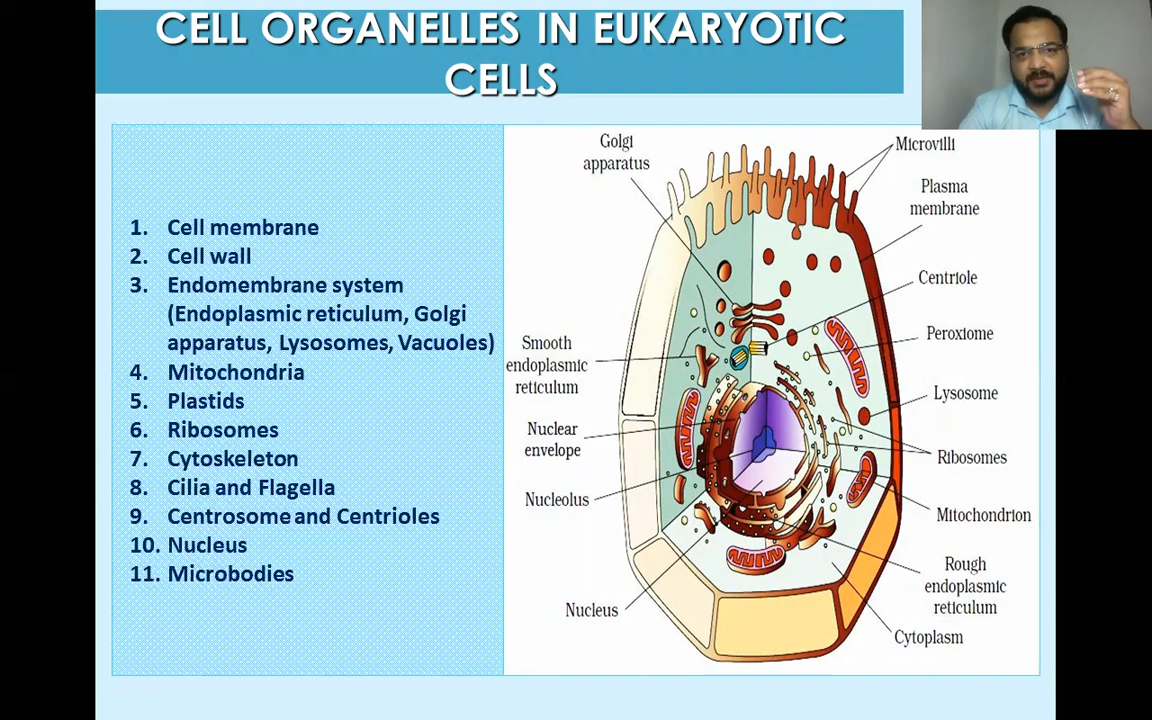 CELL ORGANELLES IN EUKARYOTIC
CELLS
1. Cell membrane
2. Cell wall
3. Endomembrane system
(Endoplasmic reticulum, Golgi
apparatus, Lysosomes, Vacuoles)
4. Mitochondria
5. Plastids
6. Ribosomes
7. Cytoskeleton
8. Cilia and Flagella
9. Centrosome and Centrioles
10. Nucleus
11. Microbodies
Golgi
apparatus
Smooth
endoplasmic
reticulum
Nuclear
envelope
Nucleolus
Nucleus
Microvilli
Plasma
membrane
Centriole
Peroxiome
Lysosome
Ribosomes
Mitochondrion
Rough
endoplasmic
reticulum
Cytoplasm